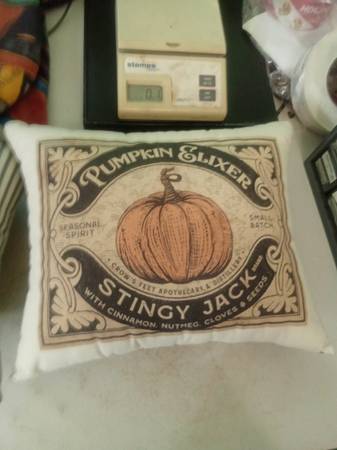 stamps
PUMPKIN ELIXER
SEASONAL
SPIRIT
SMALL
BATCH
• CROW'S FEET APOTHECARY & DISTILLERY •
STINGY JACK
WITH CINNAMON, NUTMEG, CLOVES & SEEDS